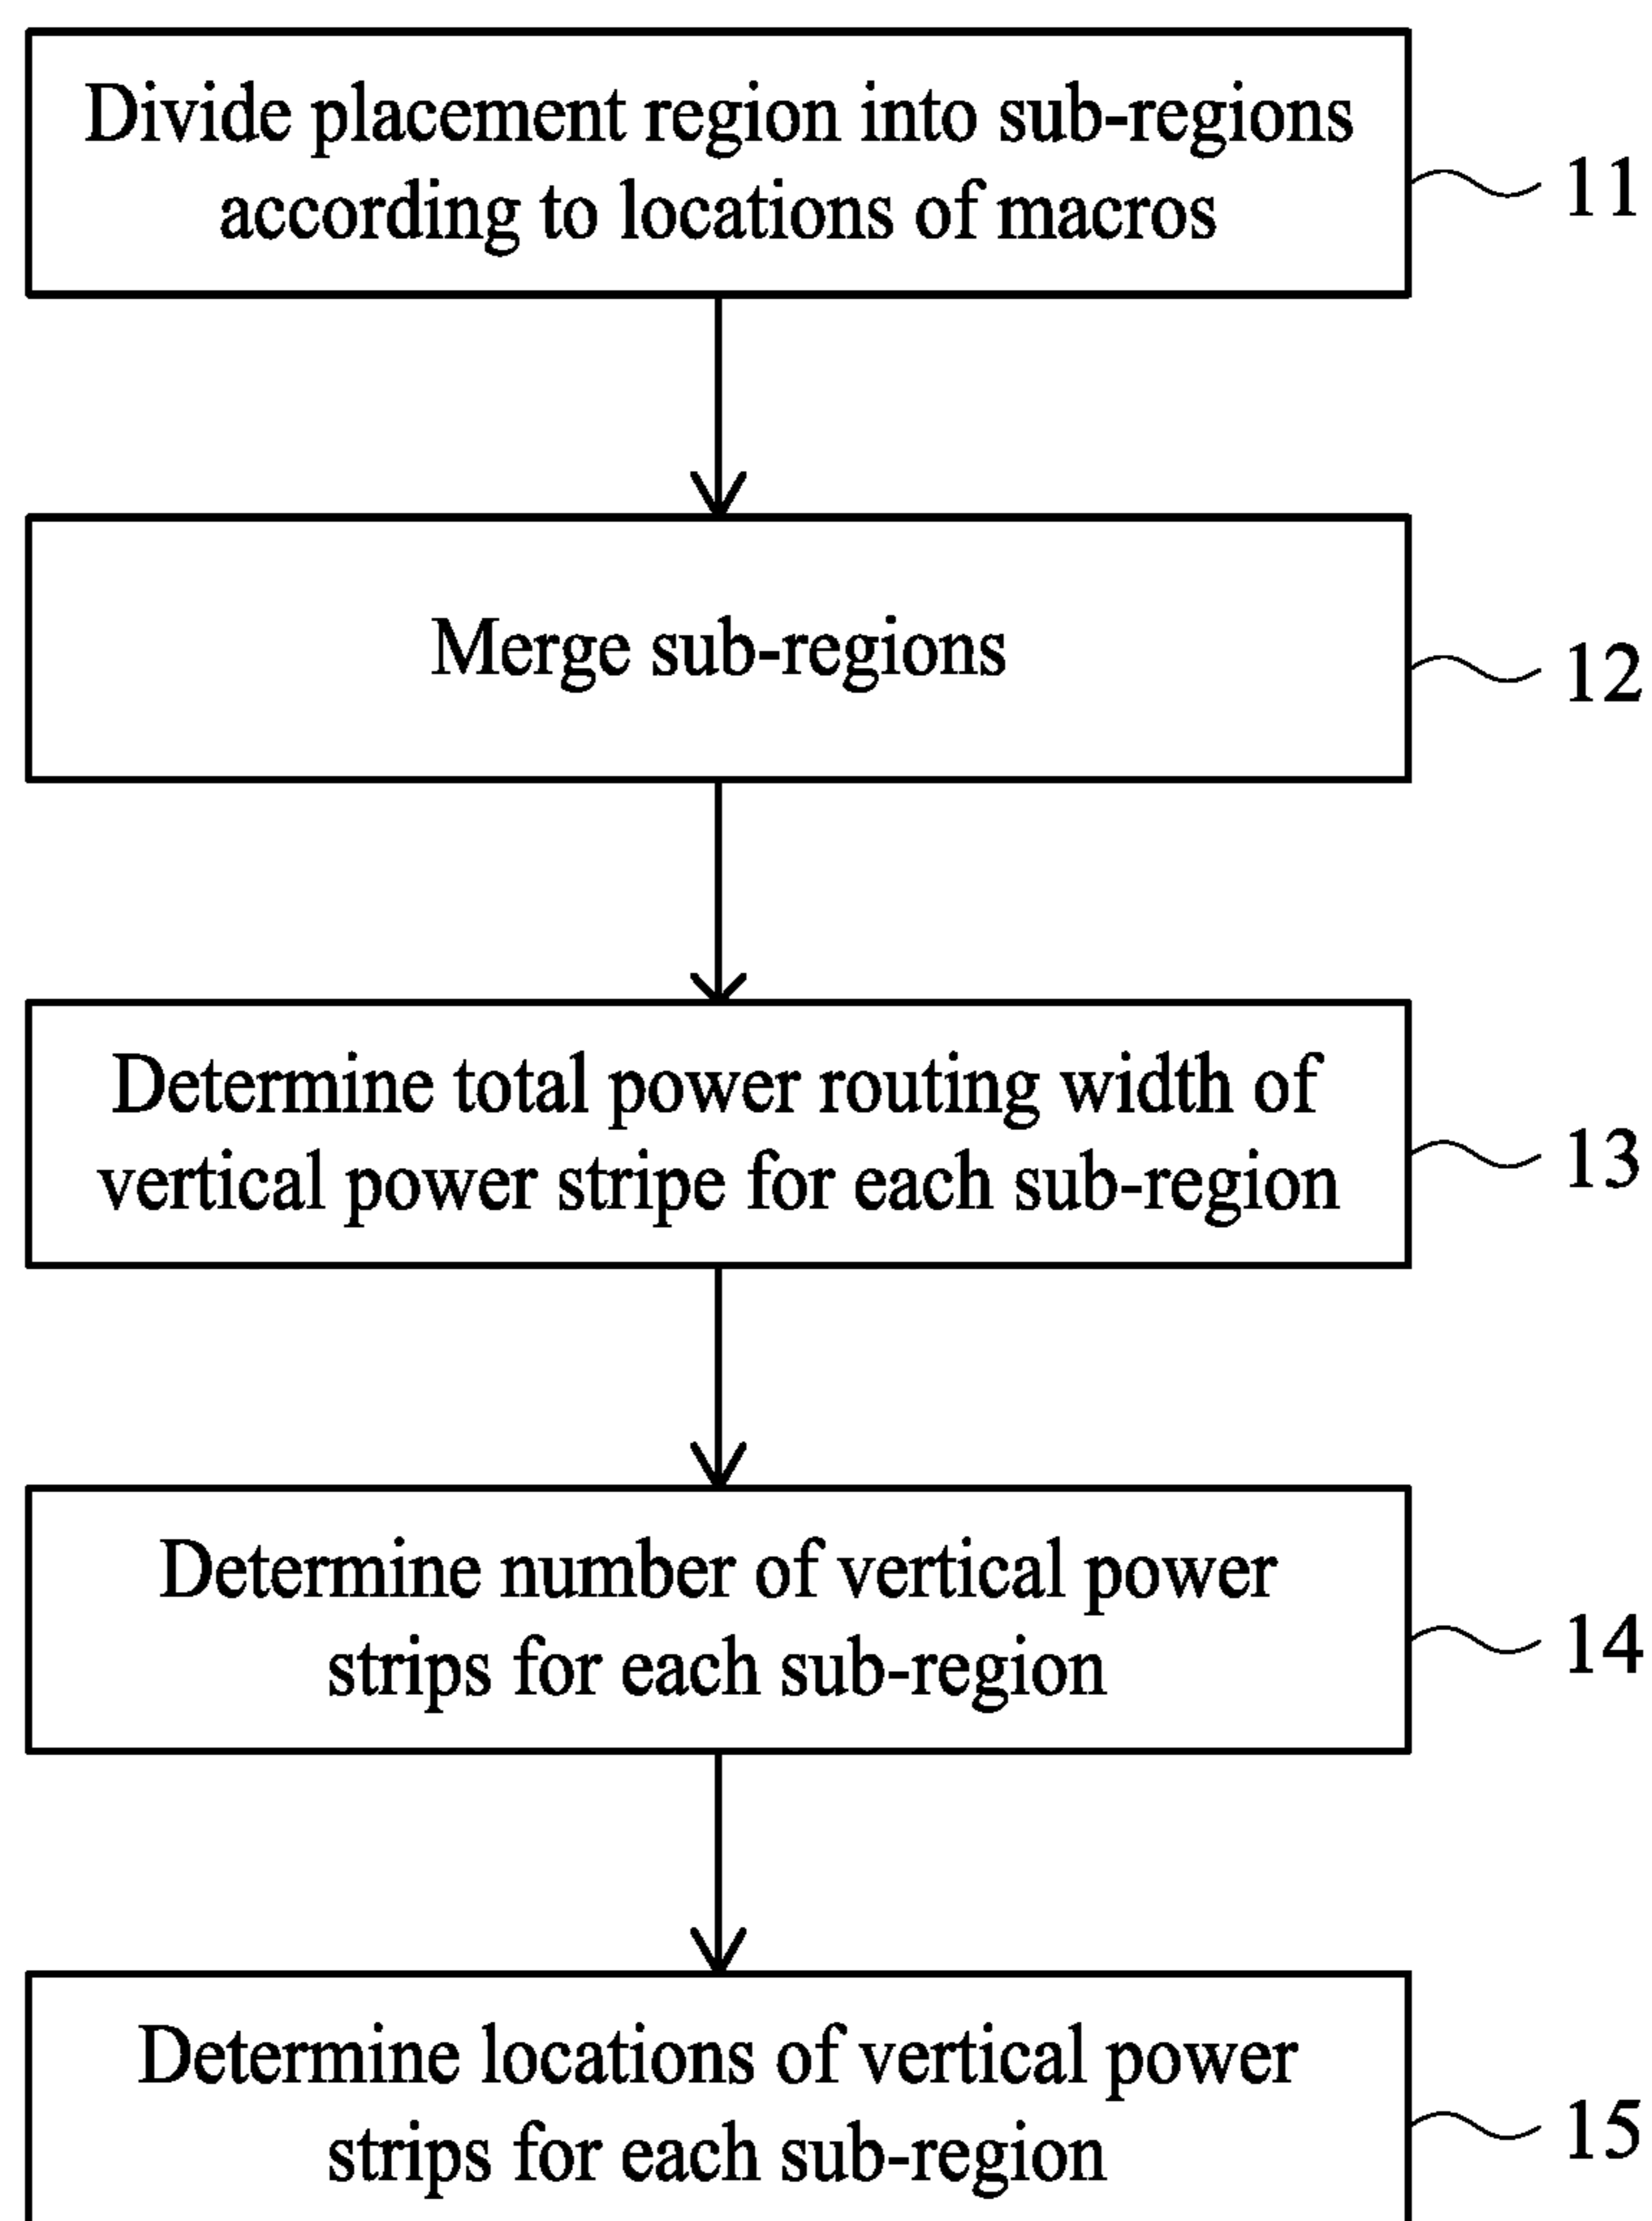 Divide placement region into sub-regions
according to locations of macros
11
Merge sub-regions
12
Determine total power routing width of
vertical power stripe for each sub-region
13
Determine number of vertical power
strips for each sub-region
14
Determine locations of vertical power
strips for each sub-region
15